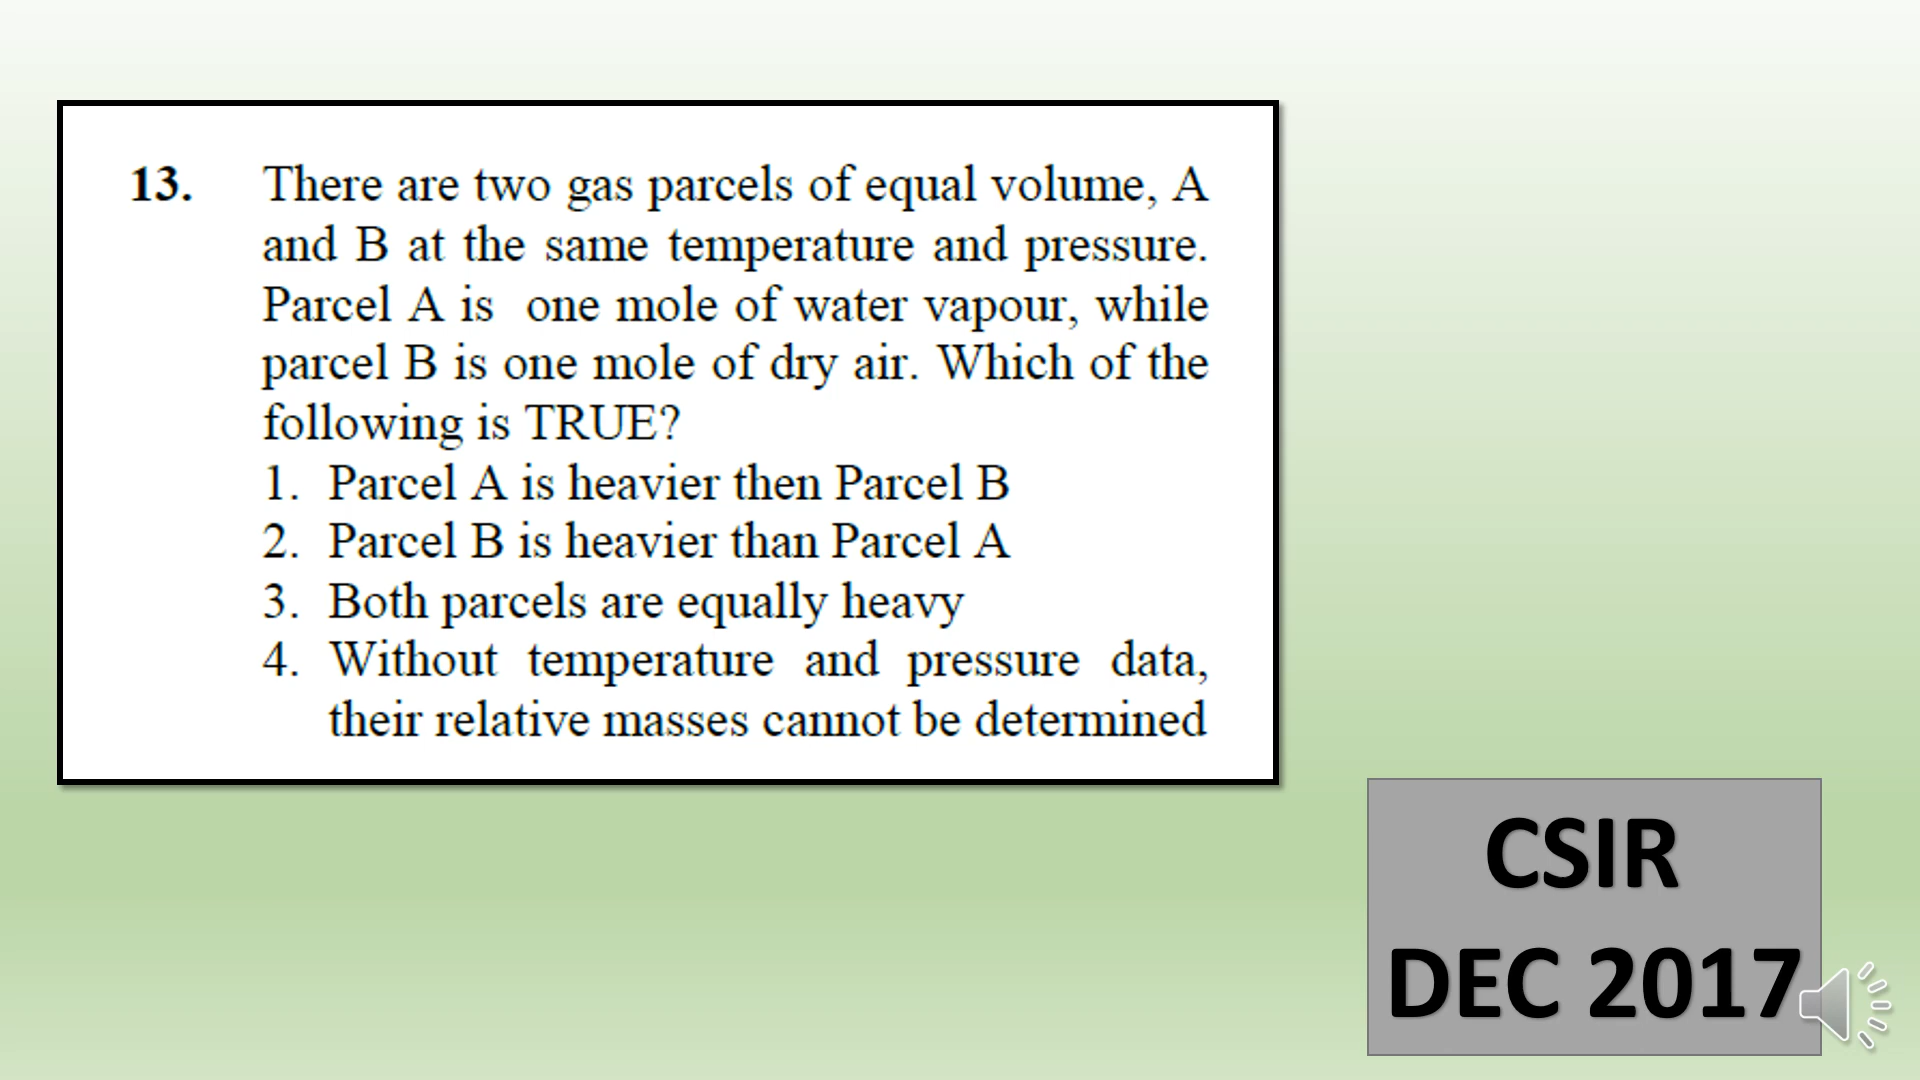 13. There are two gas parcels of equal volume, A
and B at the same temperature and pressure.
Parcel A is one mole of water vapour, while
parcel B is one mole of dry air. Which of the
following is TRUE?
1. Parcel A is heavier then Parcel B
2. Parcel B is heavier than Parcel A
3. Both parcels are equally heavy
4. Without temperature and pressure data,
their relative masses cannot be determined
CSIR
DEC 2017